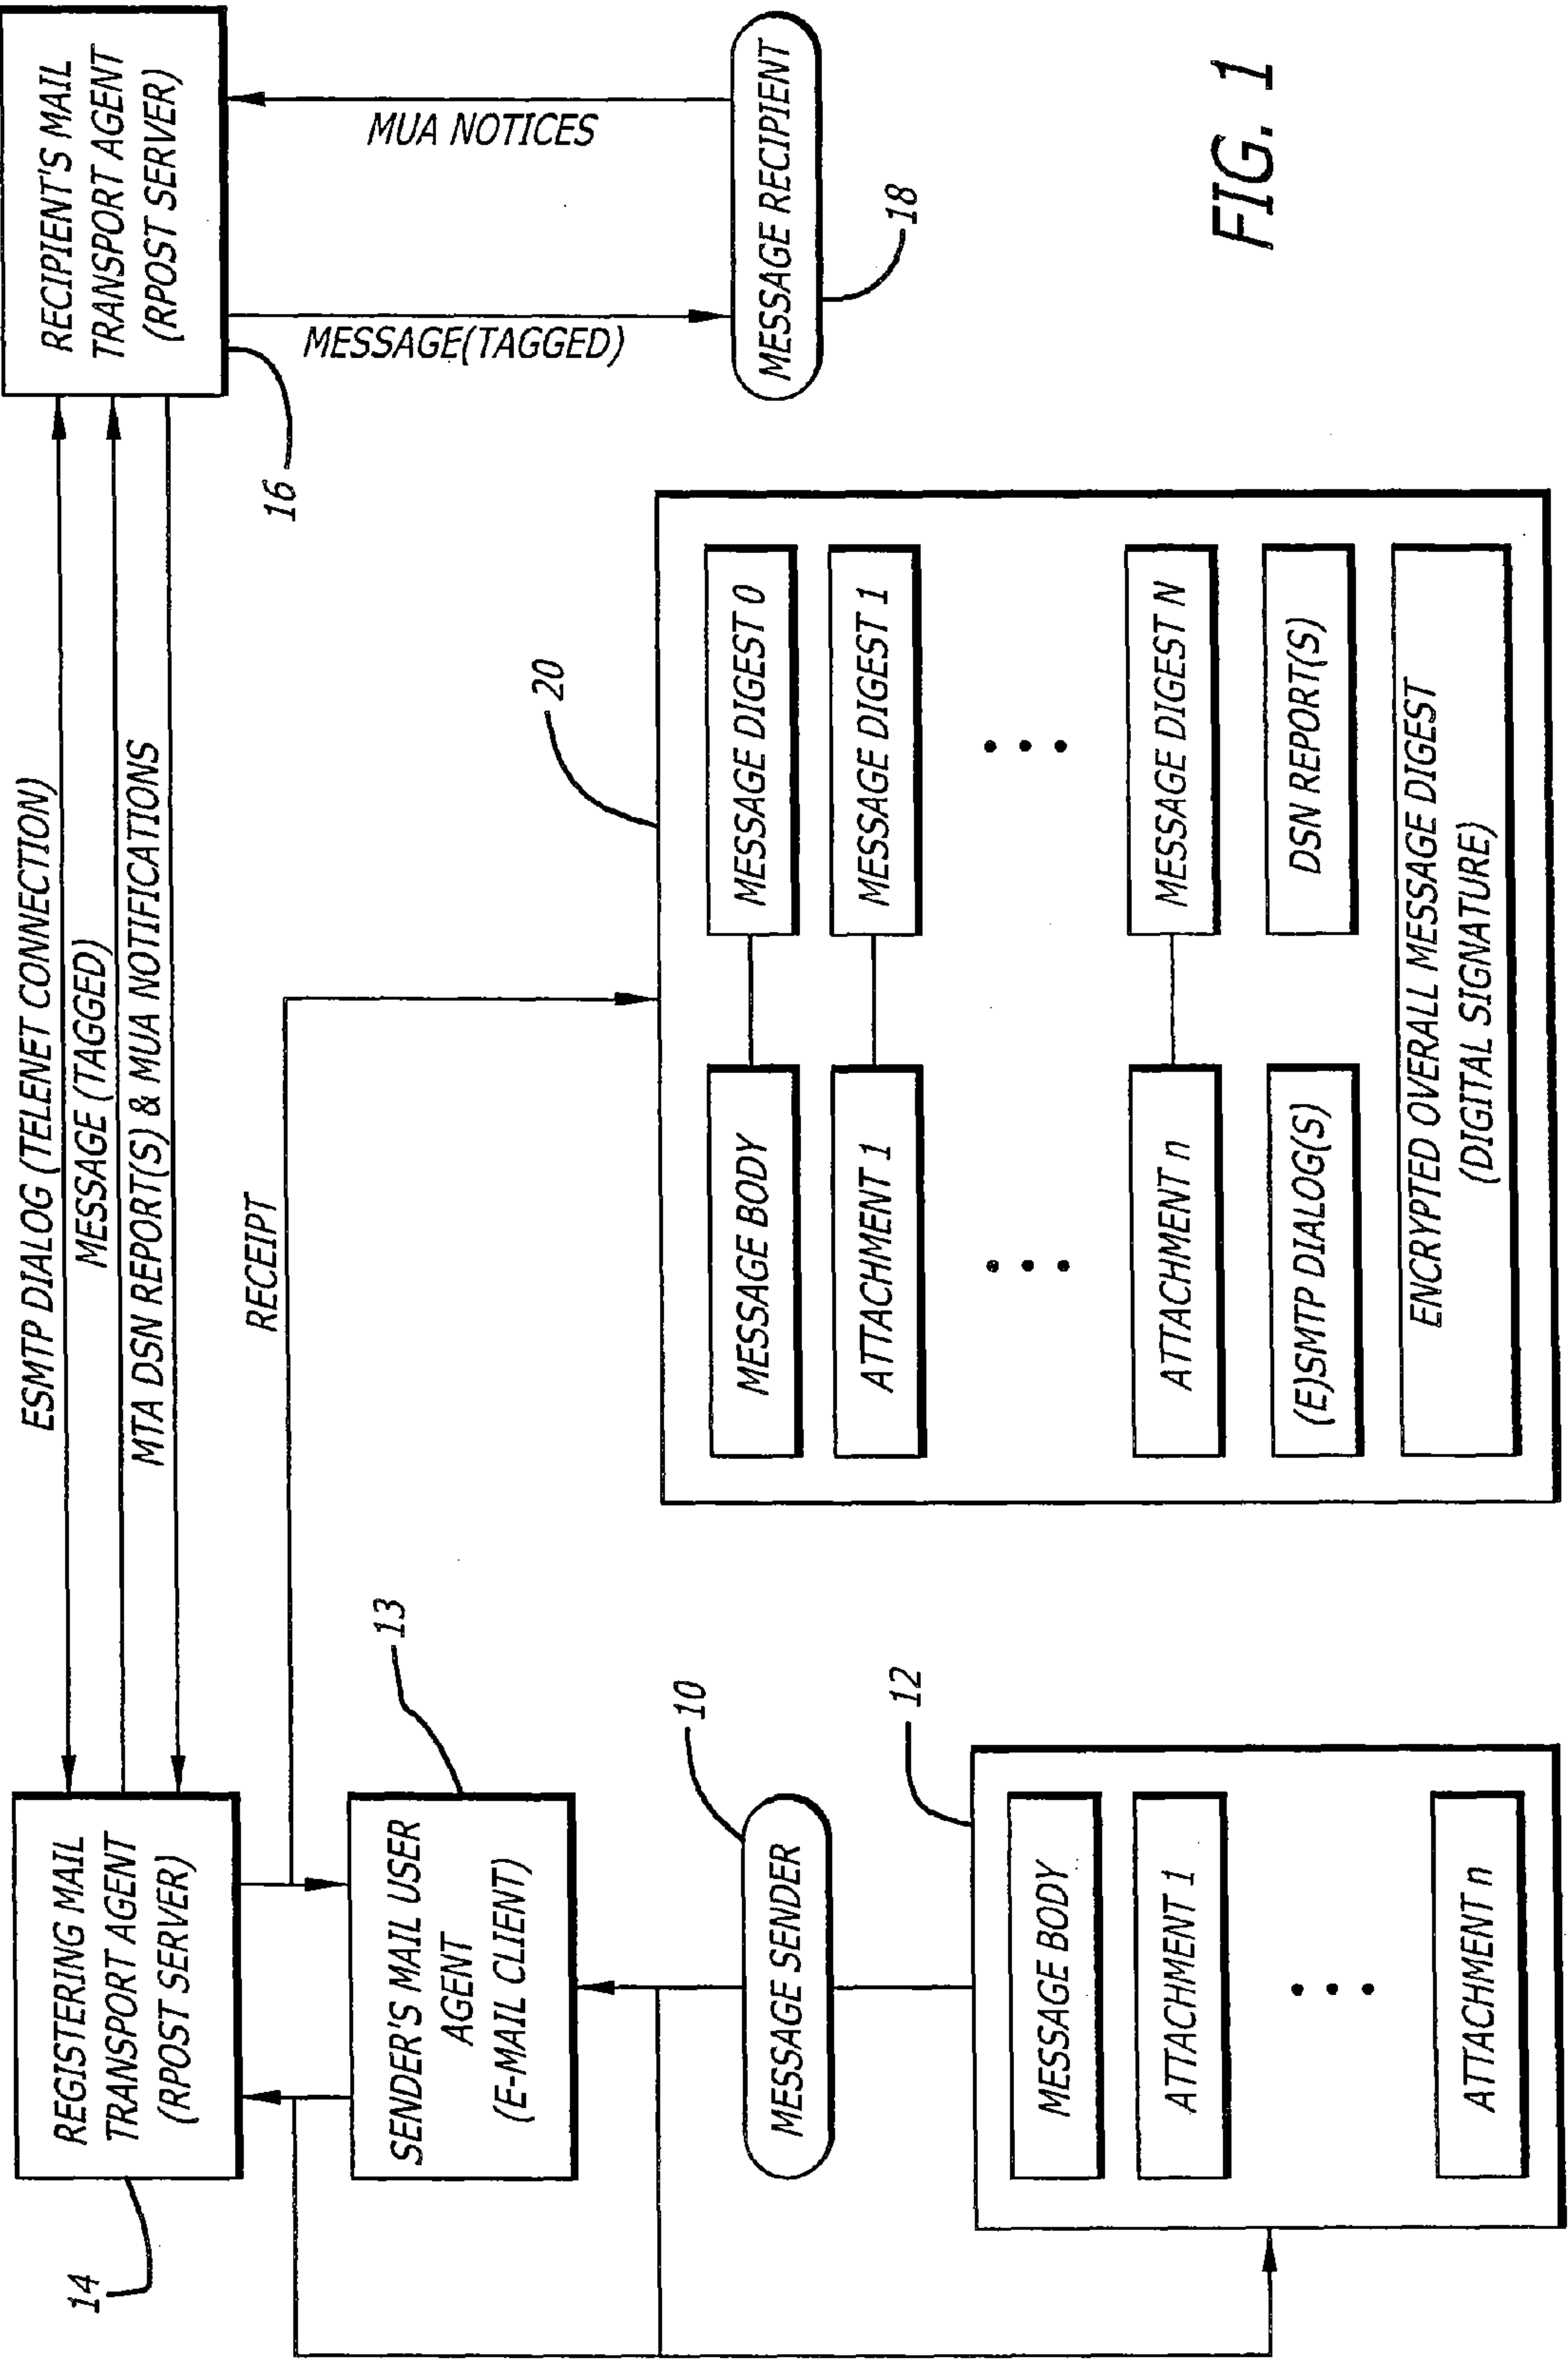 REGISTERING MAIL
TRANSPORT AGENT
(RPOST SERVER)
14
ESMTP DIALOG (TELENET CONNECTION)
MESSAGE (TAGGED)
MTA DSN REPORT(S) & MUA NOTIFICATIONS
RECIPIENT'S MAIL
TRANSPORT AGENT
(RPOST SERVER)
16
RECEIPT
SENDER'S MAIL USER
AGENT
(E-MAIL CLIENT)
13
MESSAGE(TAGGED)
MUA NOTICES
MESSAGE SENDER
10
MESSAGE RECIPIENT
18
12
MESSAGE BODY
ATTACHMENT 1
ATTACHMENT n
20
MESSAGE BODY
MESSAGE DIGEST 0
ATTACHMENT 1
MESSAGE DIGEST 1
ATTACHMENT n
MESSAGE DIGEST N
(E)SMTP DIALOG(S)
DSN REPORT(S)
ENCRYPTED OVERALL MESSAGE DIGEST
(DIGITAL SIGNATURE)
FIG. 1